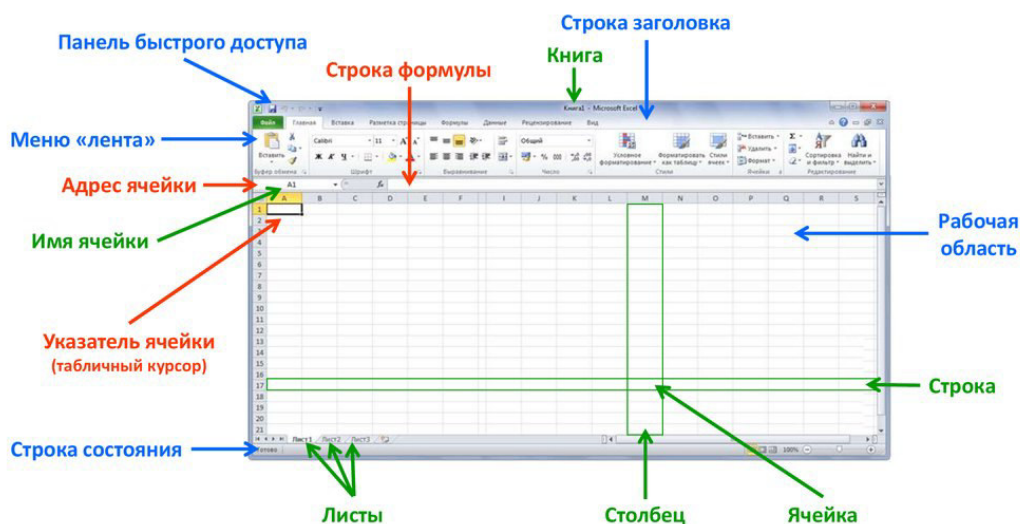 Строка заголовка
Панель быстрого доступа
Книга
Строка формулы
Книга1 - Microsoft Excel
Файл Главная Вставка Разметка страницы Формулы Данные Рецензирование Вид
Меню «лента»
Calibri 11 Общий Вставить
Удалить
Вставить Ж К Ч % 000 Условное форматирование Форматировать как таблицу Стили ячеек Формат Сортировка и фильтр Найти и выделить
Буфер обмена Шрифт Выравнивание Число Стили Ячейки Редактирование
Адрес ячейки
A1 fx
A B C D E F I J K L M N O P Q R S
1
2
Имя ячейки
Рабочая
область
4
5
6
7
8
9
10
11
12
13
Указатель ячейки
(табличный курсор)
14
15
16
17
Строка
18
19
20
21
Лист1 Лист2 Лист3
Строка состояния
Готово 100%
Листы
Столбец
Ячейка